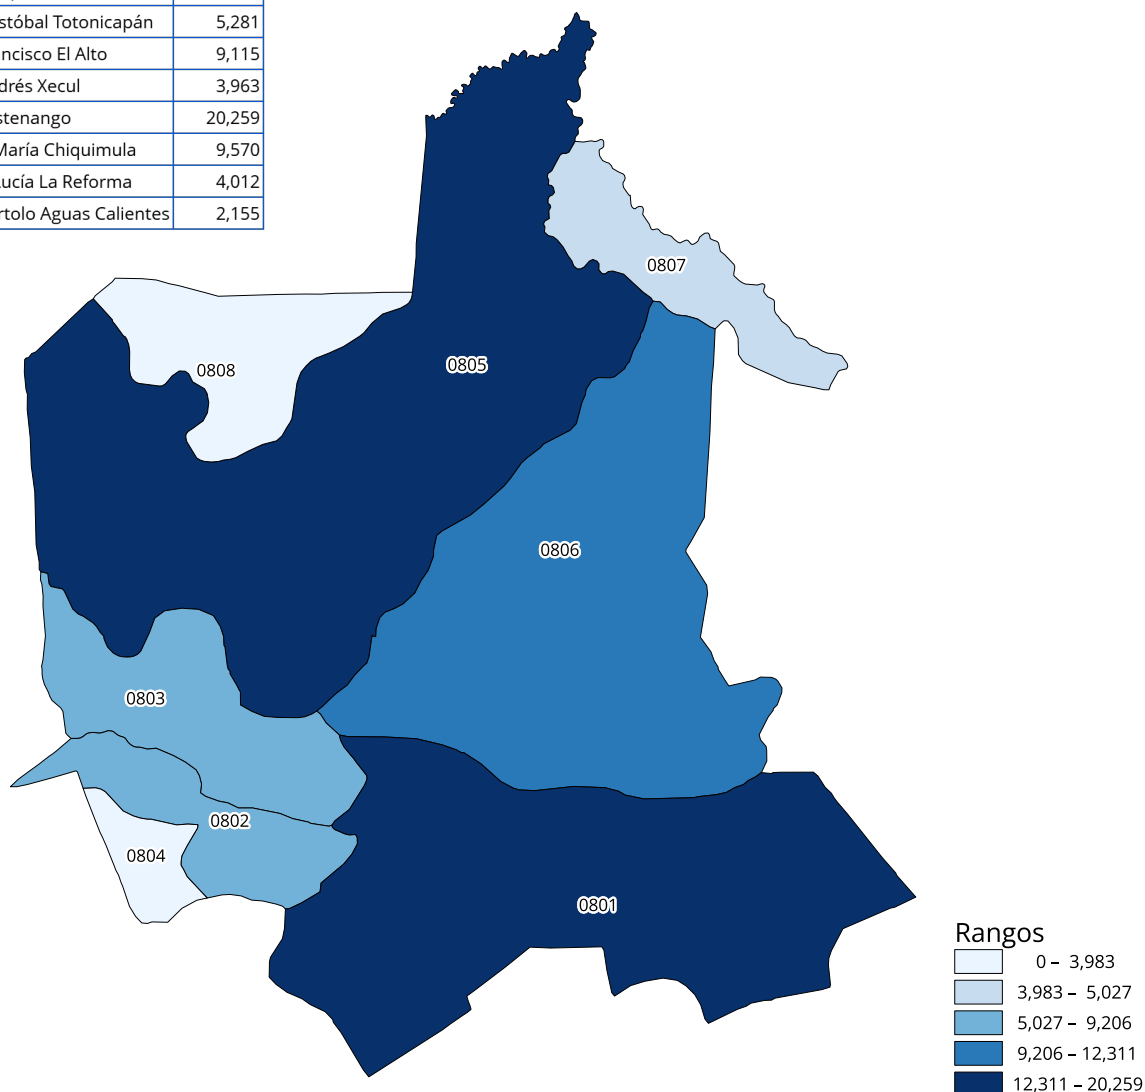 stóbal Totonicapán 5,281
ncisco El Alto 9,115
drés Xecul 3,963
stenango 20,259
María Chiquimula 9,570
ucía La Reforma 4,012
rtolo Aguas Calientes 2,155
0807
0805
0808
0806
0803
0802
0804
0801
Rangos
0 – 3,983
3,983 – 5,027
5,027 – 9,206
9,206 – 12,311
12,311 – 20,259